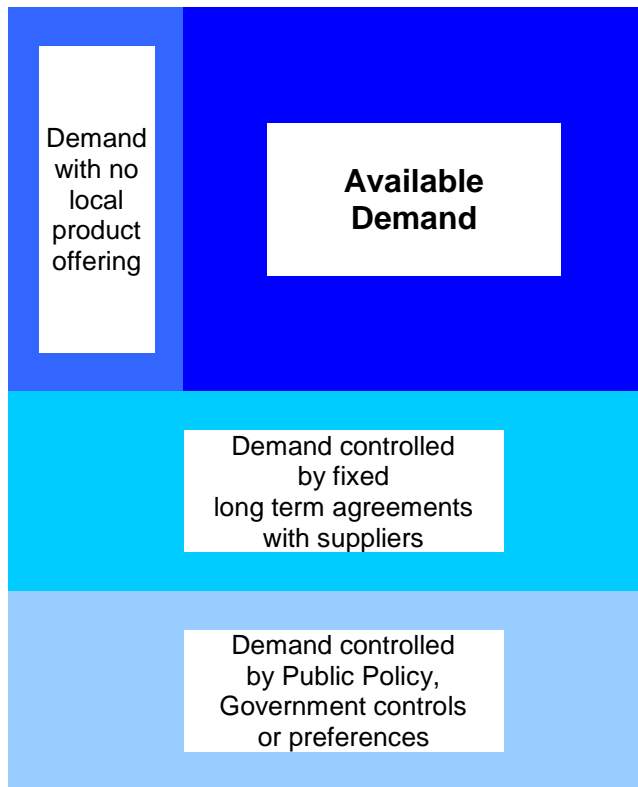 Demand
with no
local
product
offering
Available
Demand
Demand controlled
by fixed
long term agreements
with suppliers
Demand controlled
by Public Policy,
Government controls
or preferences